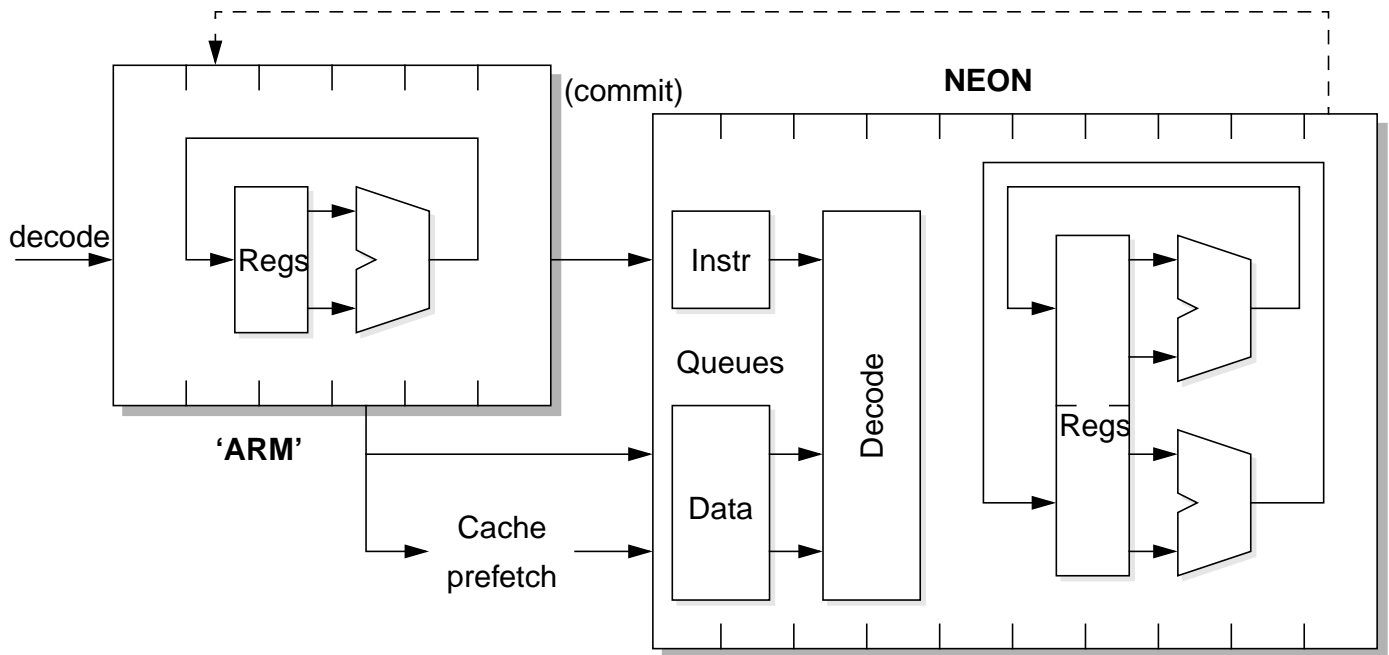 (commit)
NEON
decode
Regs
Instr
Queues
Decode
Regs
‘ARM’
Data
Cache
prefetch